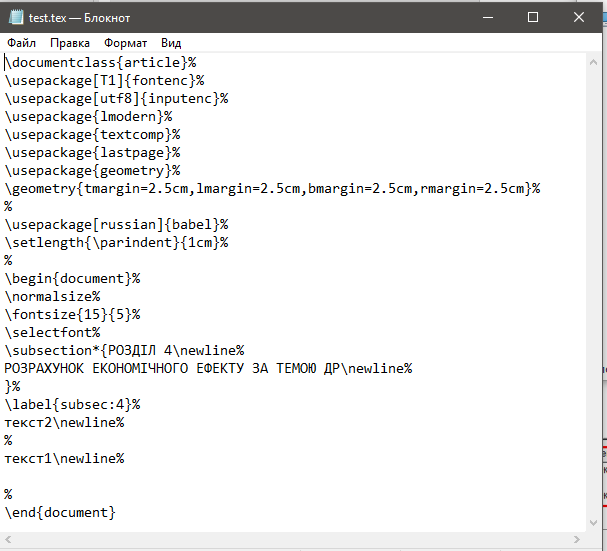 test.tex — Блокнот
Файл Правка Формат Вид
\documentclass{article}%
\usepackage[T1]{fontenc}%
\usepackage[utf8]{inputenc}%
\usepackage{lmodern}%
\usepackage{textcomp}%
\usepackage{lastpage}%
\usepackage{geometry}%
\geometry{tmargin=2.5cm,lmargin=2.5cm,bmargin=2.5cm,rmargin=2.5cm}%
%
\usepackage[russian]{babel}%
\setlength{\parindent}{1cm}%
%
\begin{document}%
\normalsize%
\fontsize{15}{5}%
\selectfont%
\subsection*{РОЗДІЛ 4\newline%
РОЗРАХУНОК ЕКОНОМІЧНОГО ЕФЕКТУ ЗА ТЕМОЮ ДР\newline%
}%
\label{subsec:4}%
текст2\newline%
%
текст1\newline%
%
\end{document}